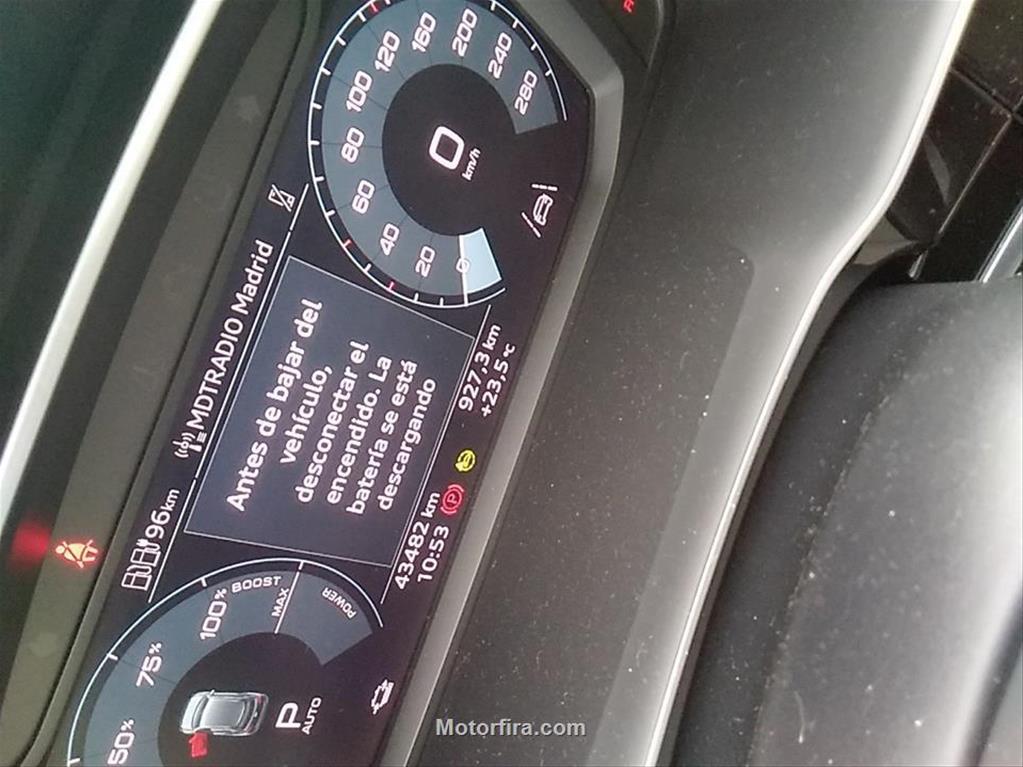 50%
75%
100%
BOOST
MAX
POWER
P
AUTO
96km
MDTRADIO Madrid
Antes de bajar del
vehículo,
desconectar el
encendido. La
batería se está
descargando
43482 km
927,3 km
10:53
(P)
+23,5 °C
0
20
40
60
80
100
120
160
200
240
280
0
km/h
Motorfira.com